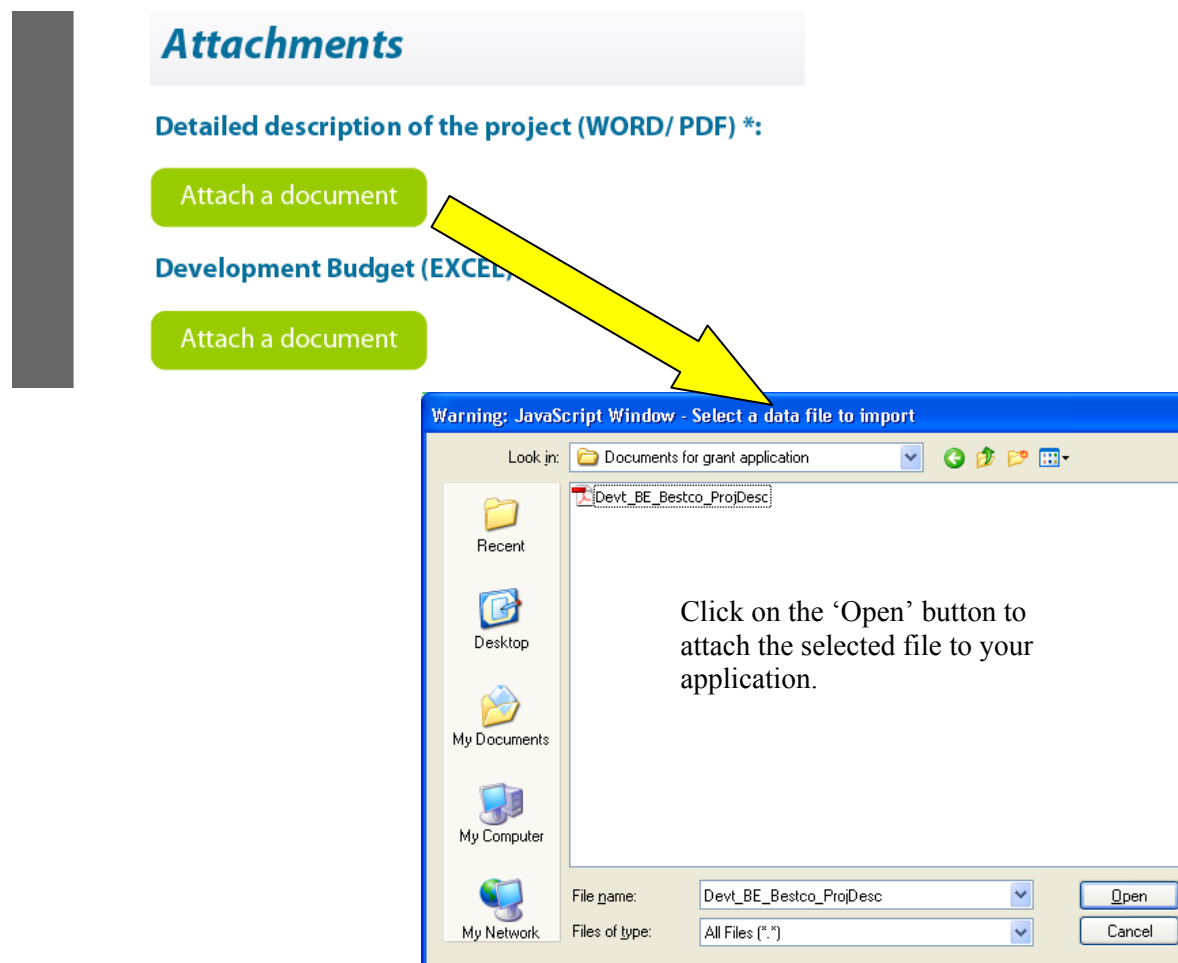 Attachments
Detailed description of the project (WORD/ PDF) *:
Attach a document
Development Budget (EXCEL)
Attach a document
Warning: JavaScript Window - Select a data file to import
Look in: Documents for grant application
Devt_BE_Bestco_ProjDesc
Recent
Desktop
My Documents
My Computer
My Network
Click on the ‘Open’ button to
attach the selected file to your
application.
File name: Devt_BE_Bestco_ProjDesc Open
Files of type: All Files (*.*) Cancel